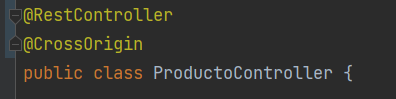 @RestController
@CrossOrigin
public class ProductoController {